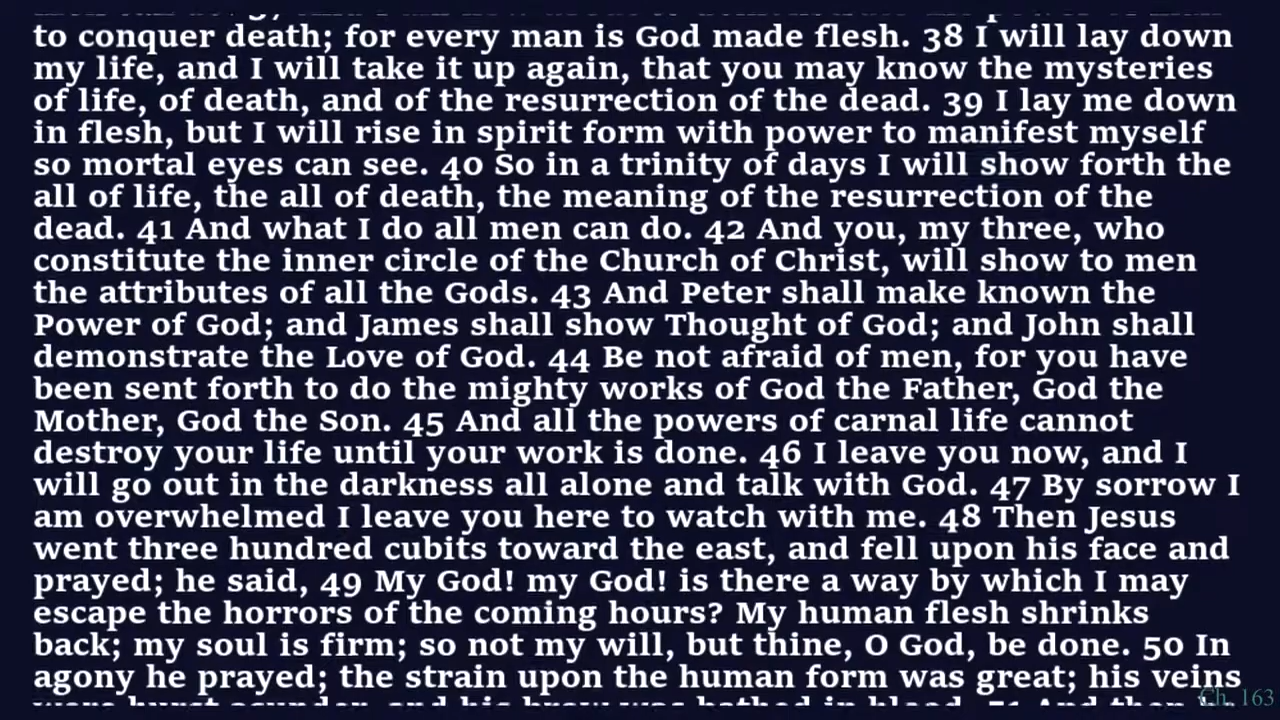 to conquer death; for every man is God made flesh. 38 I will lay down
my life, and I will take it up again, that you may know the mysteries
of life, of death, and of the resurrection of the dead. 39 I lay me down
in flesh, but I will rise in spirit form with power to manifest myself
so mortal eyes can see. 40 So in a trinity of days I will show forth the
all of life, the all of death, the meaning of the resurrection of the
dead. 41 And what I do all men can do. 42 And you, my three, who
constitute the inner circle of the Church of Christ, will show to men
the attributes of all the Gods. 43 And Peter shall make known the
Power of God; and James shall show Thought of God; and John shall
demonstrate the Love of God. 44 Be not afraid of men, for you have
been sent forth to do the mighty works of God the Father, God the
Mother, God the Son. 45 And all the powers of carnal life cannot
destroy your life until your work is done. 46 I leave you now, and I
will go out in the darkness all alone and talk with God. 47 By sorrow I
am overwhelmed I leave you here to watch with me. 48 Then Jesus
went three hundred cubits toward the east, and fell upon his face and
prayed; he said, 49 My God! my God! is there a way by which I may
escape the horrors of the coming hours? My human flesh shrinks
back; my soul is firm; so not my will, but thine, O God, be done. 50 In
agony he prayed; the strain upon the human form was great; his veins
were burst asunder, and his brow was bathed in blood. 51 And then
Ch. 163